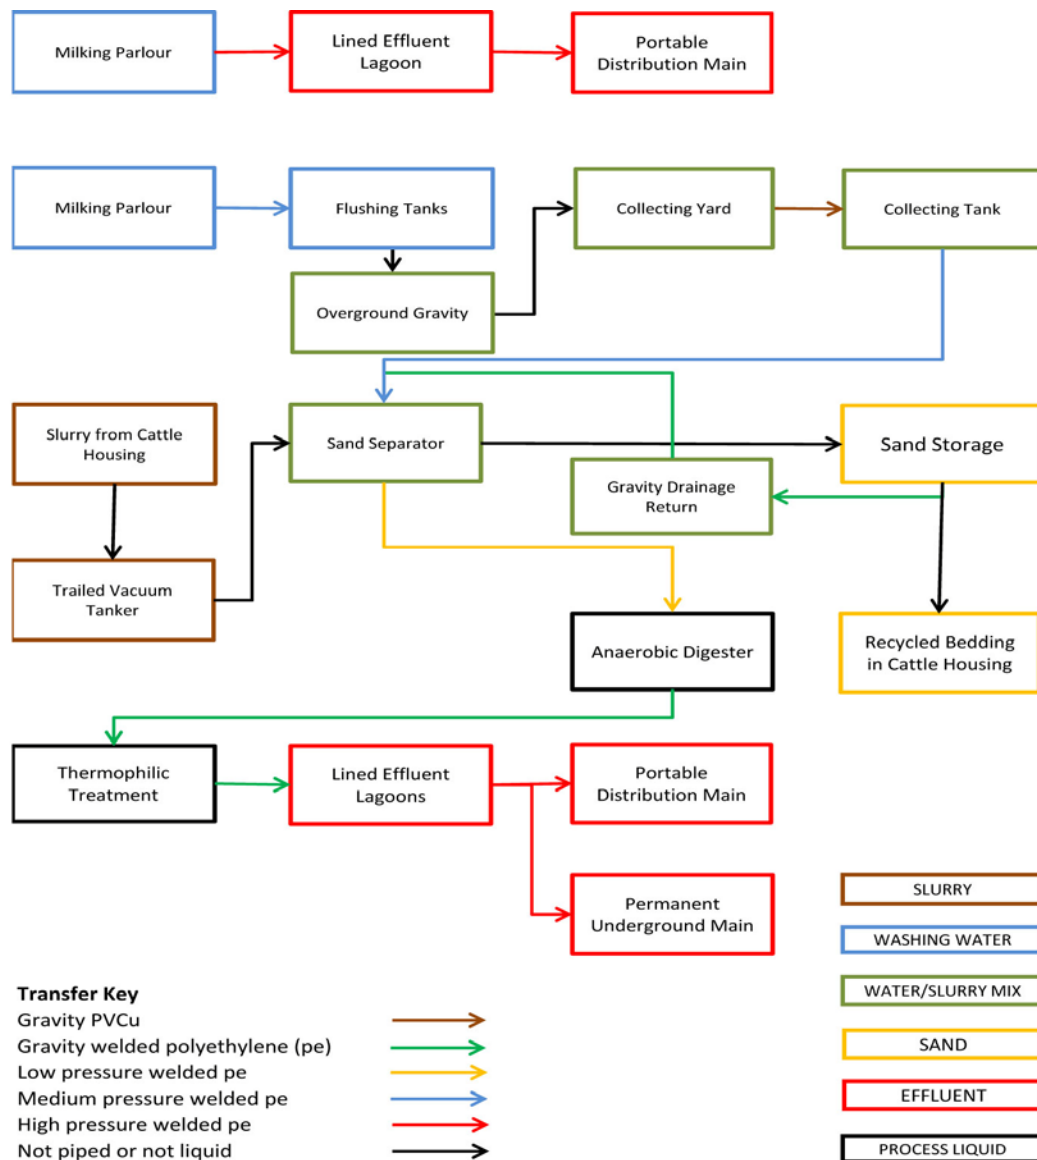 Milking Parlour
Lined Effluent
Lagoon
Portable
Distribution Main
Milking Parlour
Flushing Tanks
Collecting Yard
Collecting Tank
Overground Gravity
Slurry from Cattle
Housing
Sand Separator
Sand Storage
Gravity Drainage
Return
Trailed Vacuum
Tanker
Anaerobic Digester
Recycled Bedding
in Cattle Housing
Thermophilic
Treatment
Lined Effluent
Lagoons
Portable
Distribution Main
Permanent
Underground Main
SLURRY
WASHING WATER
WATER/SLURRY MIX
SAND
EFFLUENT
PROCESS LIQUID
Transfer Key
Gravity PVCu
Gravity welded polyethylene (pe)
Low pressure welded pe
Medium pressure welded pe
High pressure welded pe
Not piped or not liquid